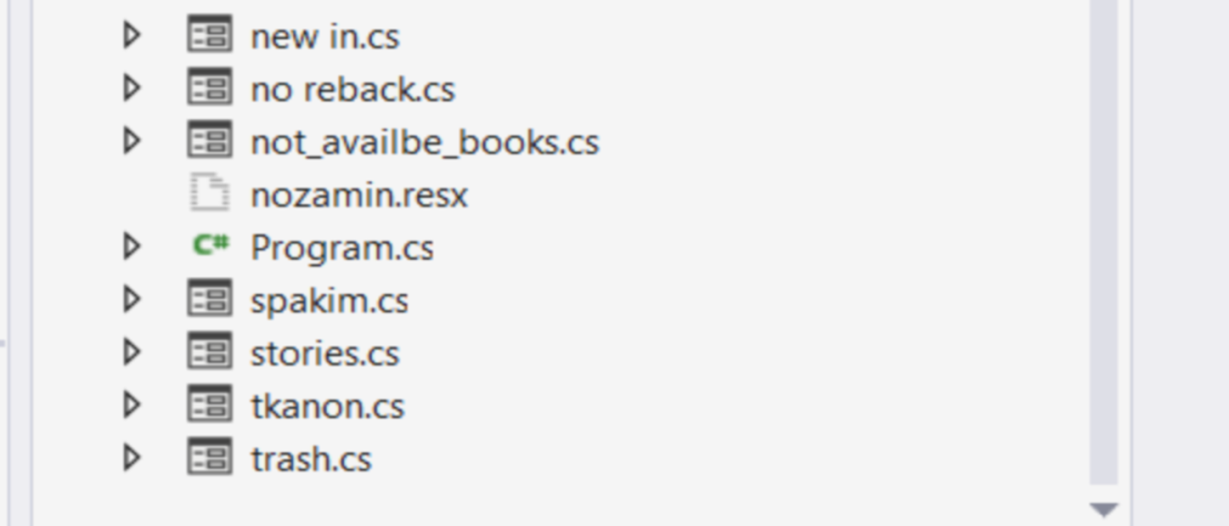 new in.cs
no reback.cs
not_availbe_books.cs
nozamin.resx
C# Program.cs
spakim.cs
stories.cs
tkanon.cs
trash.cs